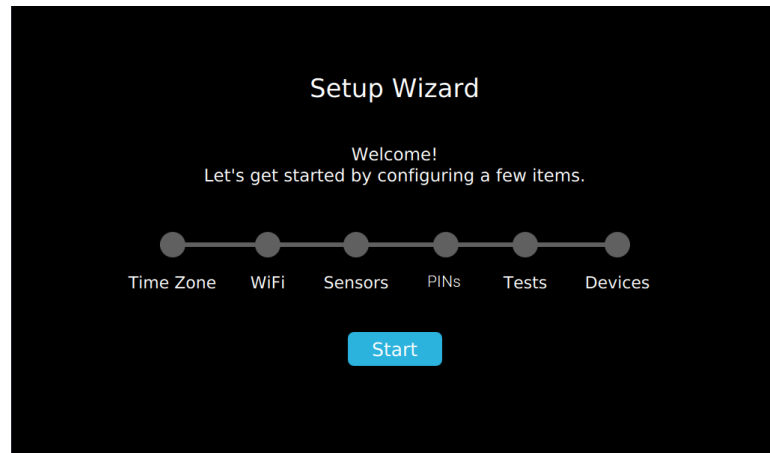 Setup Wizard
Welcome!
Let's get started by configuring a few items.
Time Zone WiFi Sensors PINs Tests Devices
Start